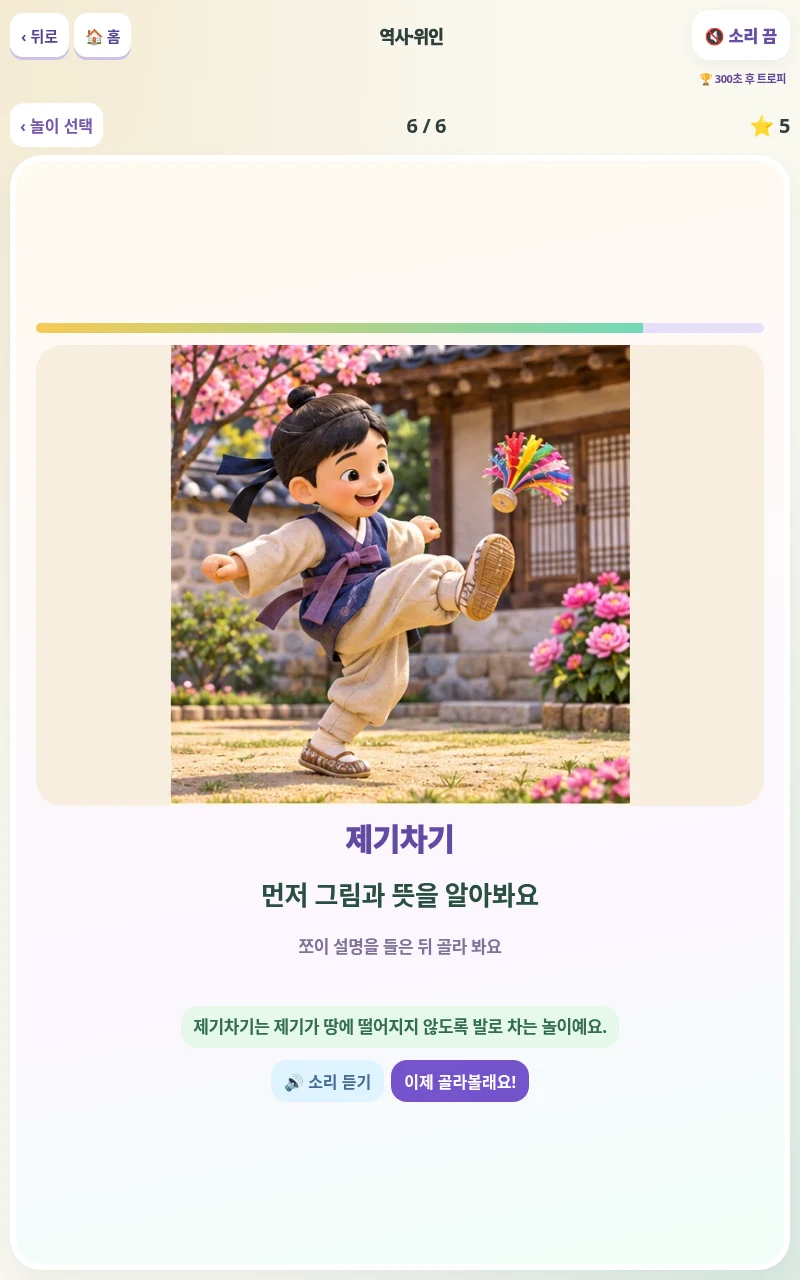 ‹ 뒤로
🏠 홈
역사·위인
🔇 소리 끔
🏆 300초 후 트로피
‹ 놀이 선택
6 / 6
⭐ 5
제기차기
먼저 그림과 뜻을 알아봐요
쪼이 설명을 들은 뒤 골라 봐요
제기차기는 제기가 땅에 떨어지지 않도록 발로 차는 놀이예요.
🔊 소리 듣기
이제 골라볼래요!